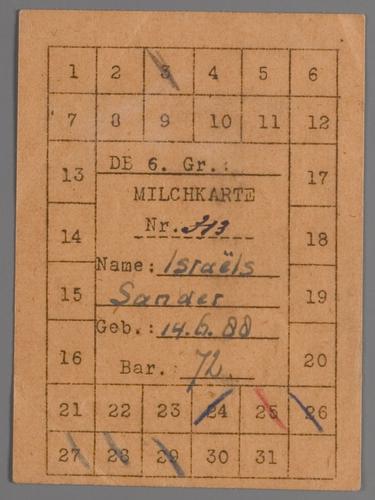 1 2 3 4 5 6
7 8 9 10 11 12
13 DB 6. Gr.: 17
MILCHKARTE
14 Nr. 313 18
Name: Israëls
15 Sander 19
Geb.: 14.6.88
16 Bar. 72 20
21 22 23 24 25 26
27 28 29 30 31